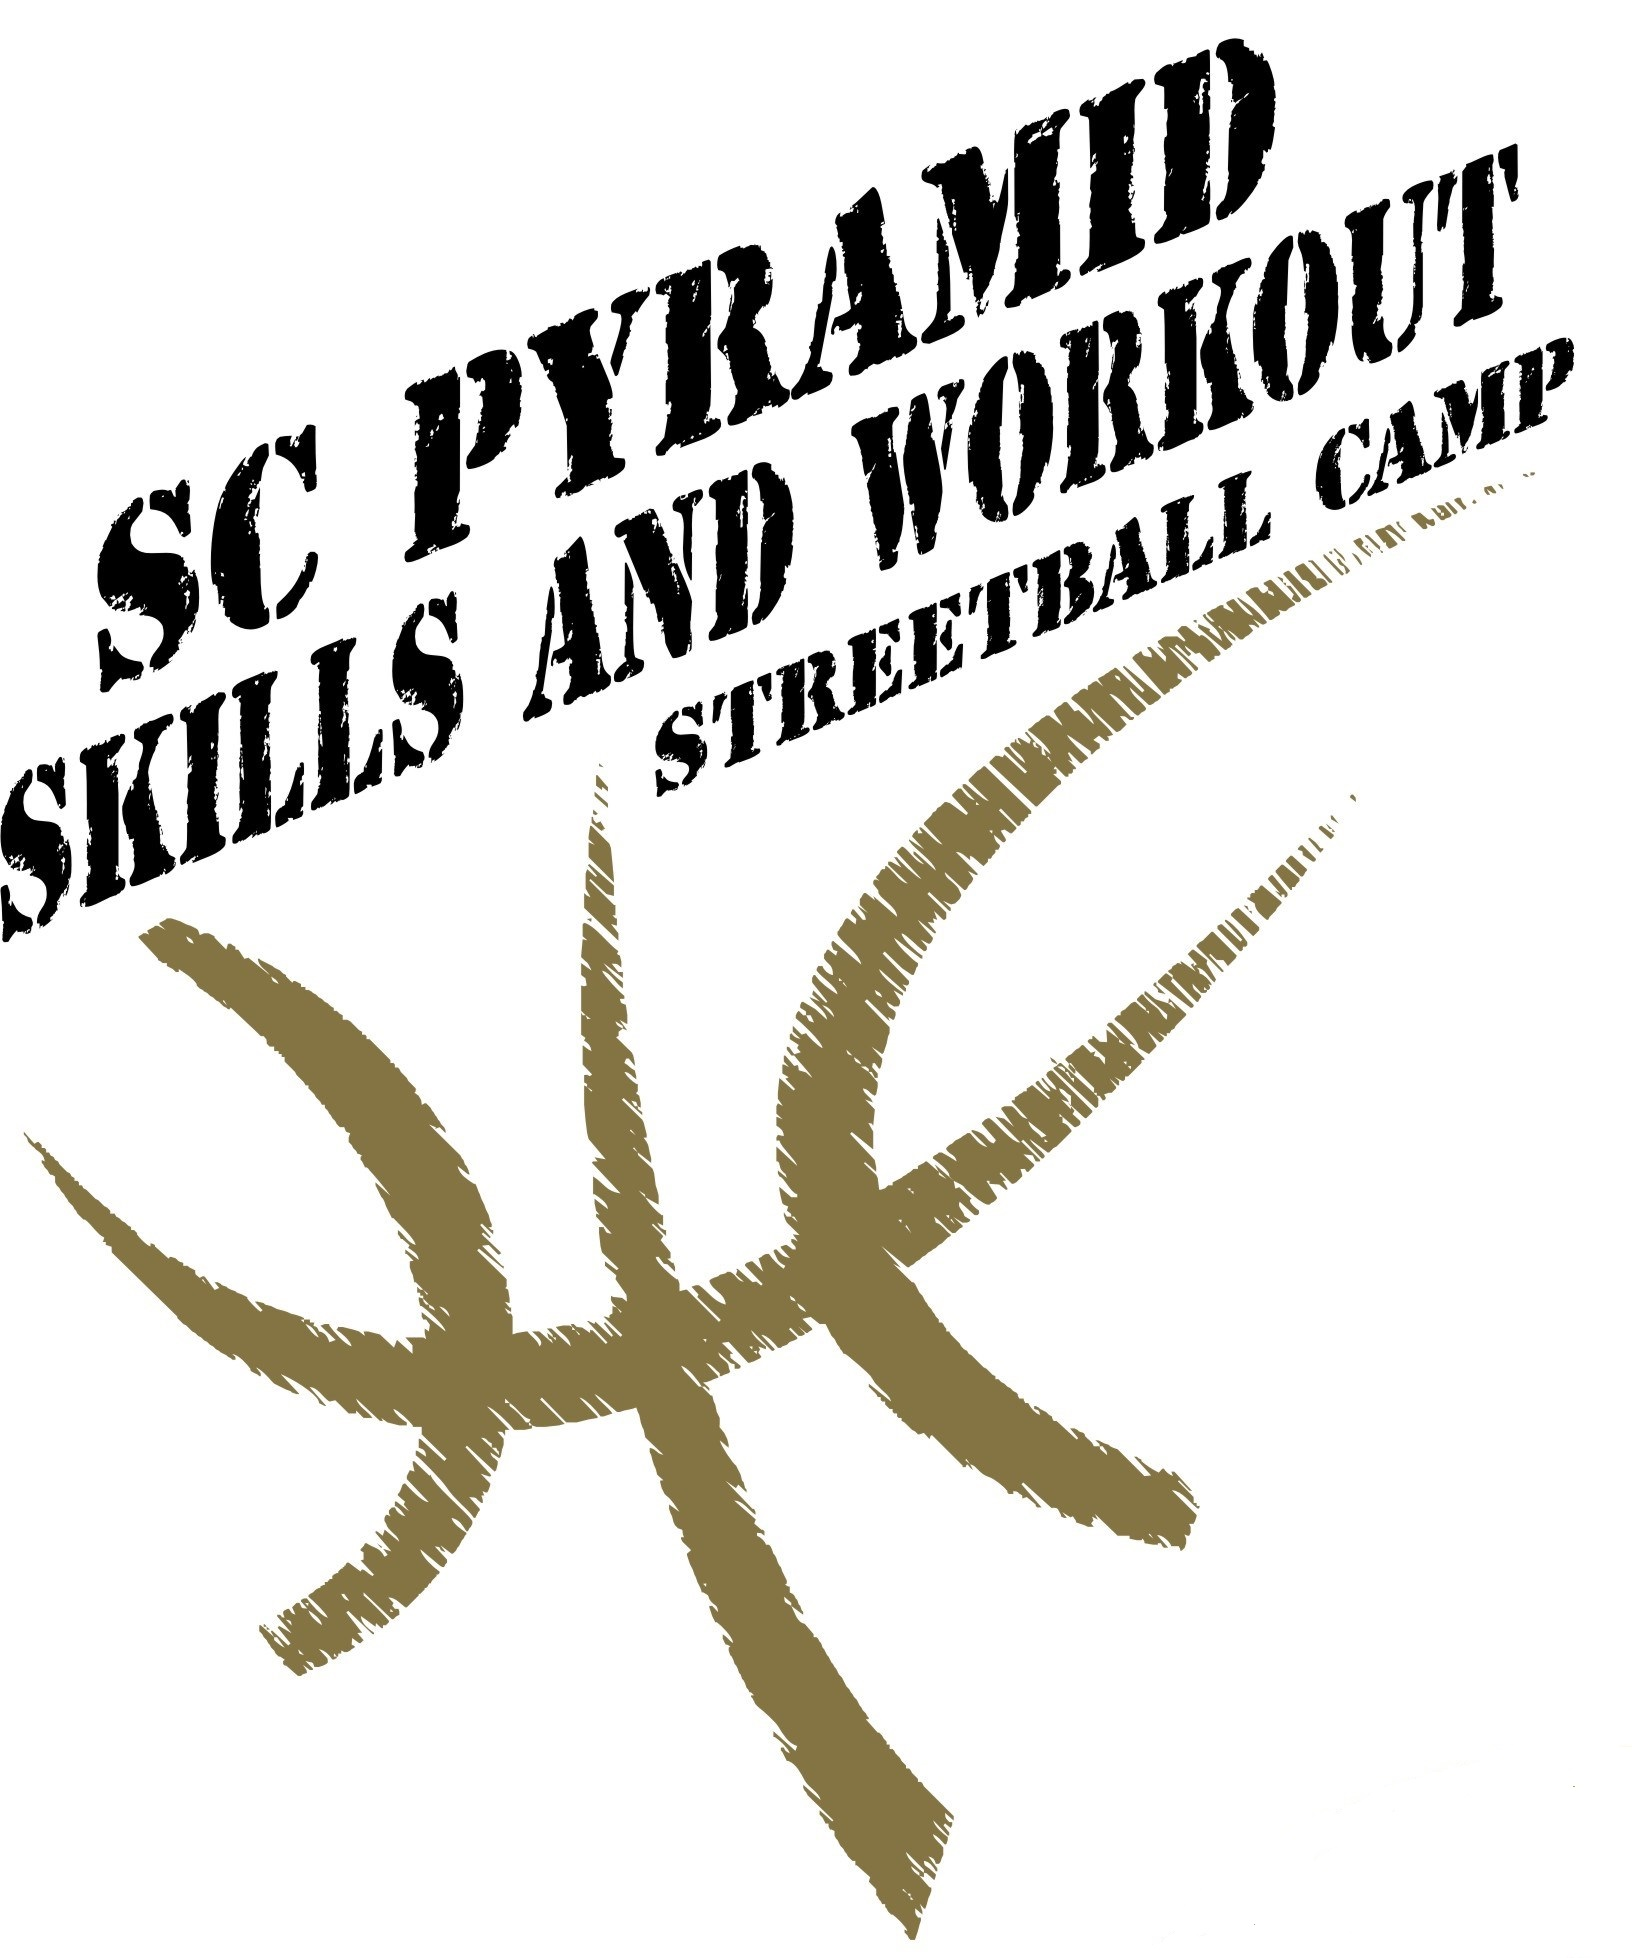 SC PYRAMID
SKILLS AND WORKOUT
STREETBALL CAMP